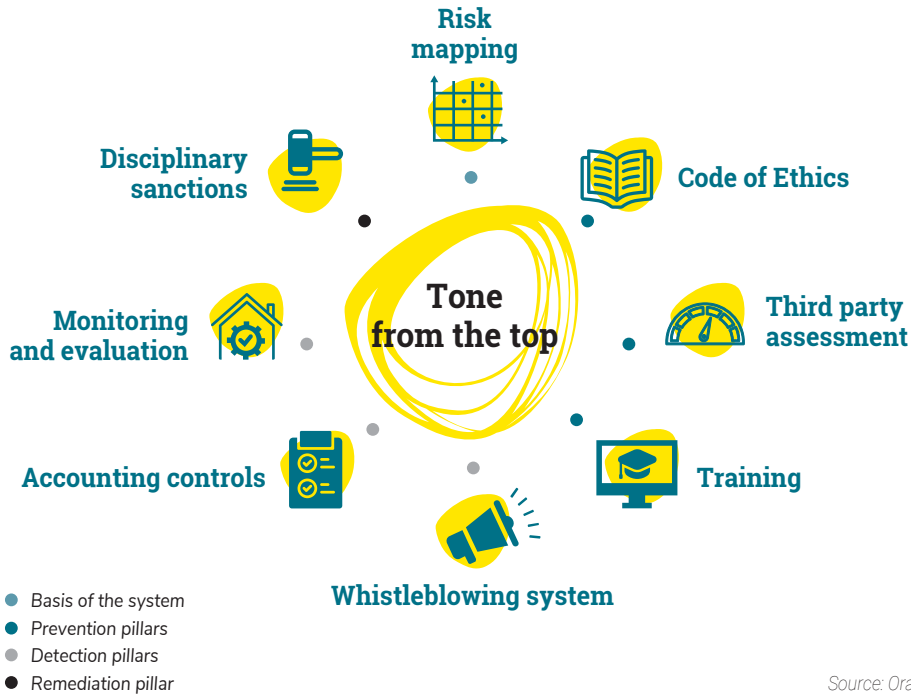 Risk
mapping
Disciplinary
sanctions
Code of Ethics
Tone
from the top
Monitoring
and evaluation
Third party
assessment
Accounting controls
Training
Whistleblowing system
Basis of the system
Prevention pillars
Detection pillars
Remediation pillar
Source: